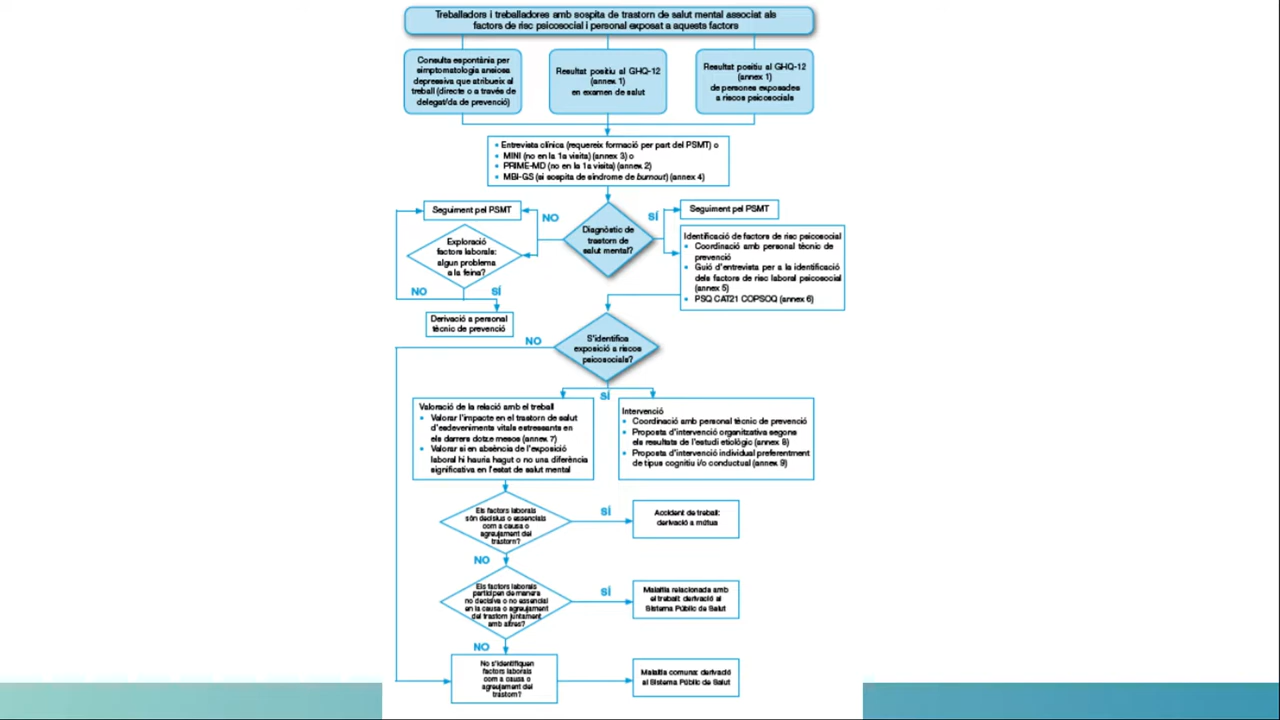 Treballadors i treballadores amb sospita de trastorn de salut mental associat als
factors de risc psicosocial i personal exposat a aquests factors
Consulta espontània per
simptomatologia ansiosa
depressiva que atribueix al
treball (directe o a través de
delegat/da de prevenció)
Resultat positiu al GHQ-12
(annex 1)
en examen de salut
Resultat positiu al GHQ-12
(annex 1)
de persones exposades
a riscos psicosocials
• Entrevista clínica (requereix formació per part del PSMT) o
• MINI (no en la 1a visita) (annex 3) o
• PRIME-MD (no en la 1a visita) (annex 2)
• MBI-GS (si sospita de síndrome de burnout) (annex 4)
Diagnòstic de
trastorn de
salut mental?
NO
SÍ
Seguiment pel PSMT
Exploració
factors laborals:
algun problema
a la feina?
NO
SÍ
Derivació a personal
tècnic de prevenció
Seguiment pel PSMT
Identificació de factors de risc psicosocial
• Coordinació amb personal tècnic de
prevenció
• Guió d'entrevista per a la identificació
dels factors de risc laboral psicosocial
(annex 5)
• PSQ CAT21 COPSOQ (annex 6)
S'identifica
exposició a riscos
psicosocials?
NO
SÍ
Valoració de la relació amb el treball
• Valorar l'impacte en el trastorn de salut
d'esdeveniments vitals estressants en
els darrers dotze mesos (annex 7)
• Valorar si en absència de l'exposició
laboral hi hauria hagut o no una diferència
significativa en l'estat de salut mental
Intervenció
• Coordinació amb personal tècnic de prevenció
• Proposta d'intervenció organitzativa segons
els resultats de l'estudi etiològic (annex 8)
• Proposta d'intervenció individual preferentment
de tipus cognitiu i/o conductual (annex 9)
Els factors laborals
són decisius o essencials
com a causa o
agreujament del
trastorn?
SÍ
Accident de treball:
derivació a mútua
NO
Els factors laborals
participen de manera
no decisiva o no essencial
en la causa o agreujament
del trastorn juntament
amb altres?
SÍ
Malaltia relacionada amb
el treball: derivació al
Sistema Públic de Salut
NO
No s'identifiquen
factors laborals
com a causa o
agreujament del
trastorn?
Malaltia comuna: derivació
al Sistema Públic de Salut